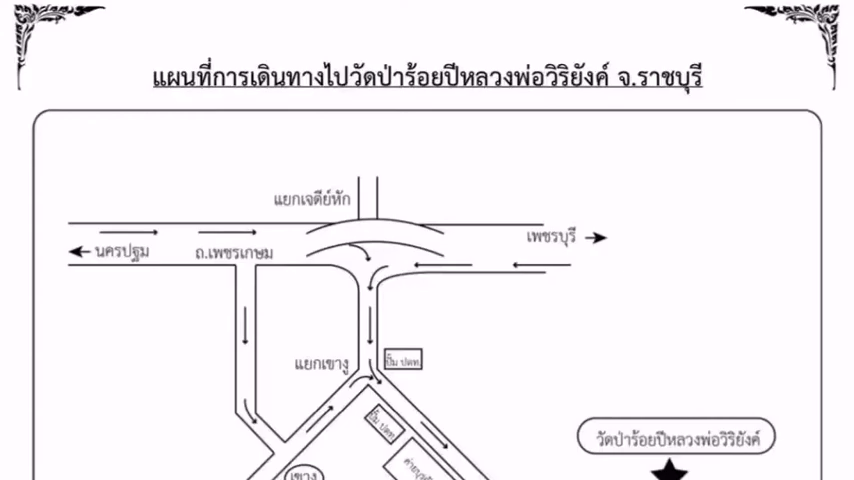 แผนที่การเดินทางไปวัดป่าร้อยปีหลวงพ่อวิริยังค์ จ.ราชบุรี
แยกเจดีย์หัก
เพชรบุรี
นครปฐม
ถ.เพชรเกษม
แยกเขางู
ปั๊ม ปตท.
ปั๊ม ปตท.
วัดป่าร้อยปีหลวงพ่อวิริยังค์